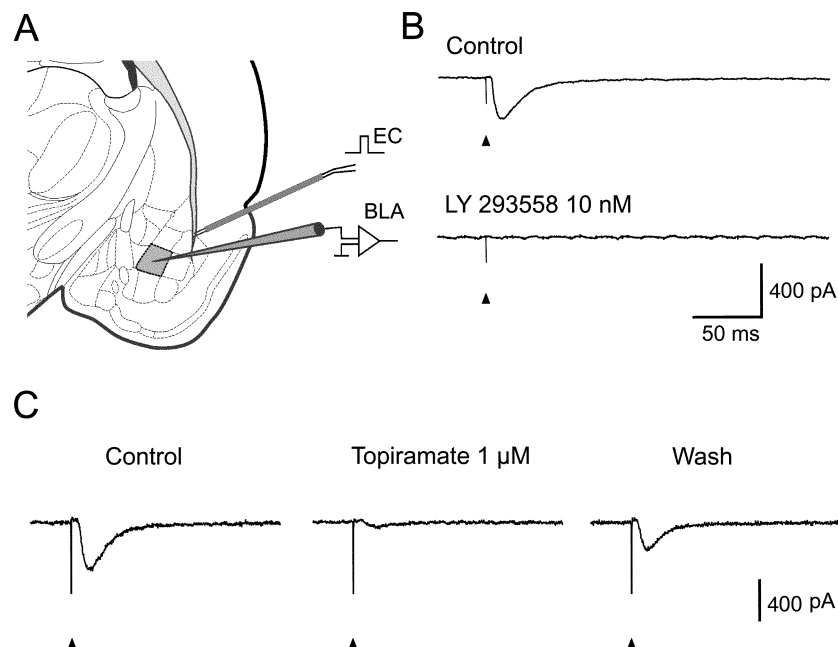 A
EC
BLA
B
Control
LY 293558 10 nM
400 pA
50 ms
C
Control
Topiramate 1 µM
Wash
400 pA